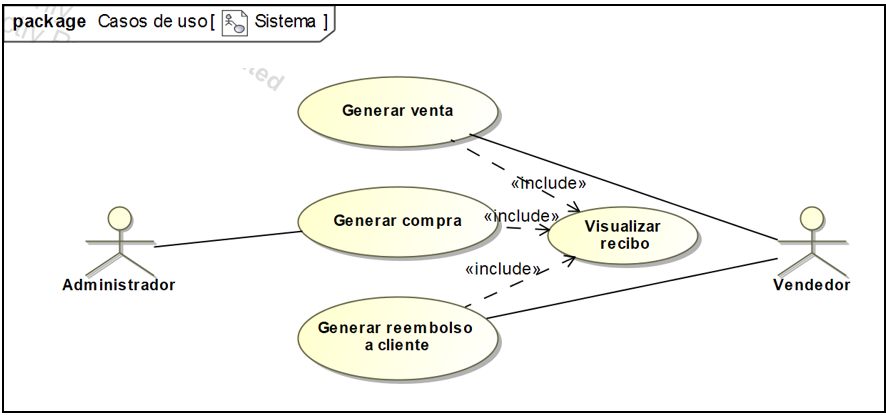 package Casos de uso [ Sistema ]
Generar venta
«include»
Generar compra
«include»
Visualizar
recibo
Administrador
Vendedor
«include»
Generar reembolso
a cliente